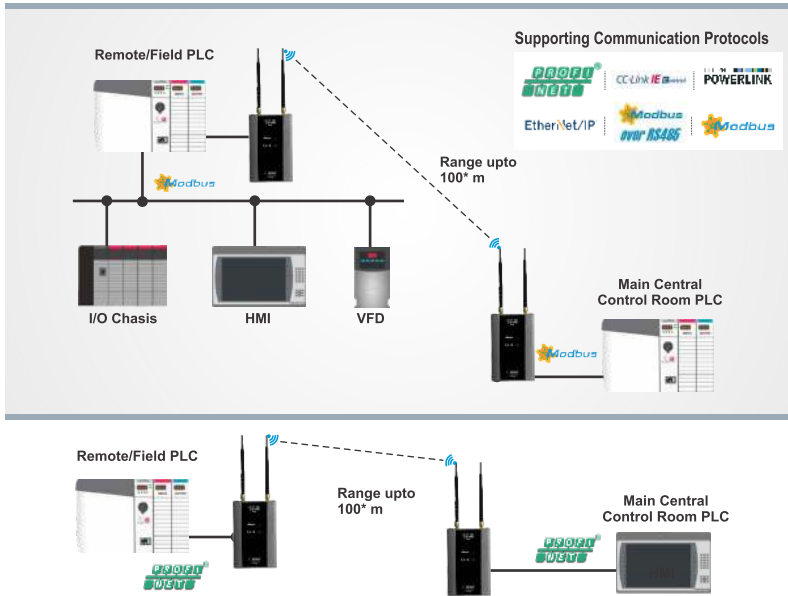 Supporting Communication Protocols
PROFI
NET
CC-Link IE Control
POWERLINK
EtherNet/IP
Modbus
over RS485
Modbus
Remote/Field PLC
Modbus
Range upto
100* m
I/O Chasis
HMI
VFD
Main Central
Control Room PLC
Modbus
Remote/Field PLC
Range upto
100* m
Main Central
Control Room PLC
PROFI
NET
PROFI
NET
HMI